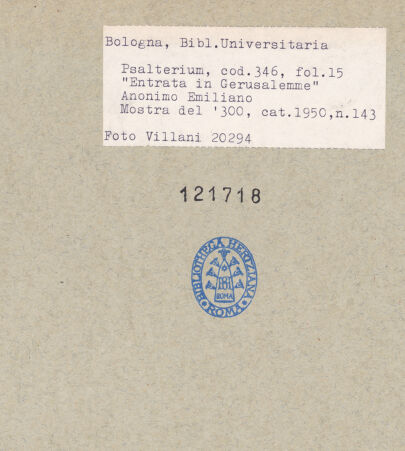 Bologna, Bibl.Universitaria
Psalterium, cod.346, fol.15
"Entrata in Gerusalemme"
Anonimo Emiliano
Mostra del '300, cat.1950,n.143
Foto Villani 20294
121718
BIBLIOTHECA HERTZIANA
ROMA
ROMA